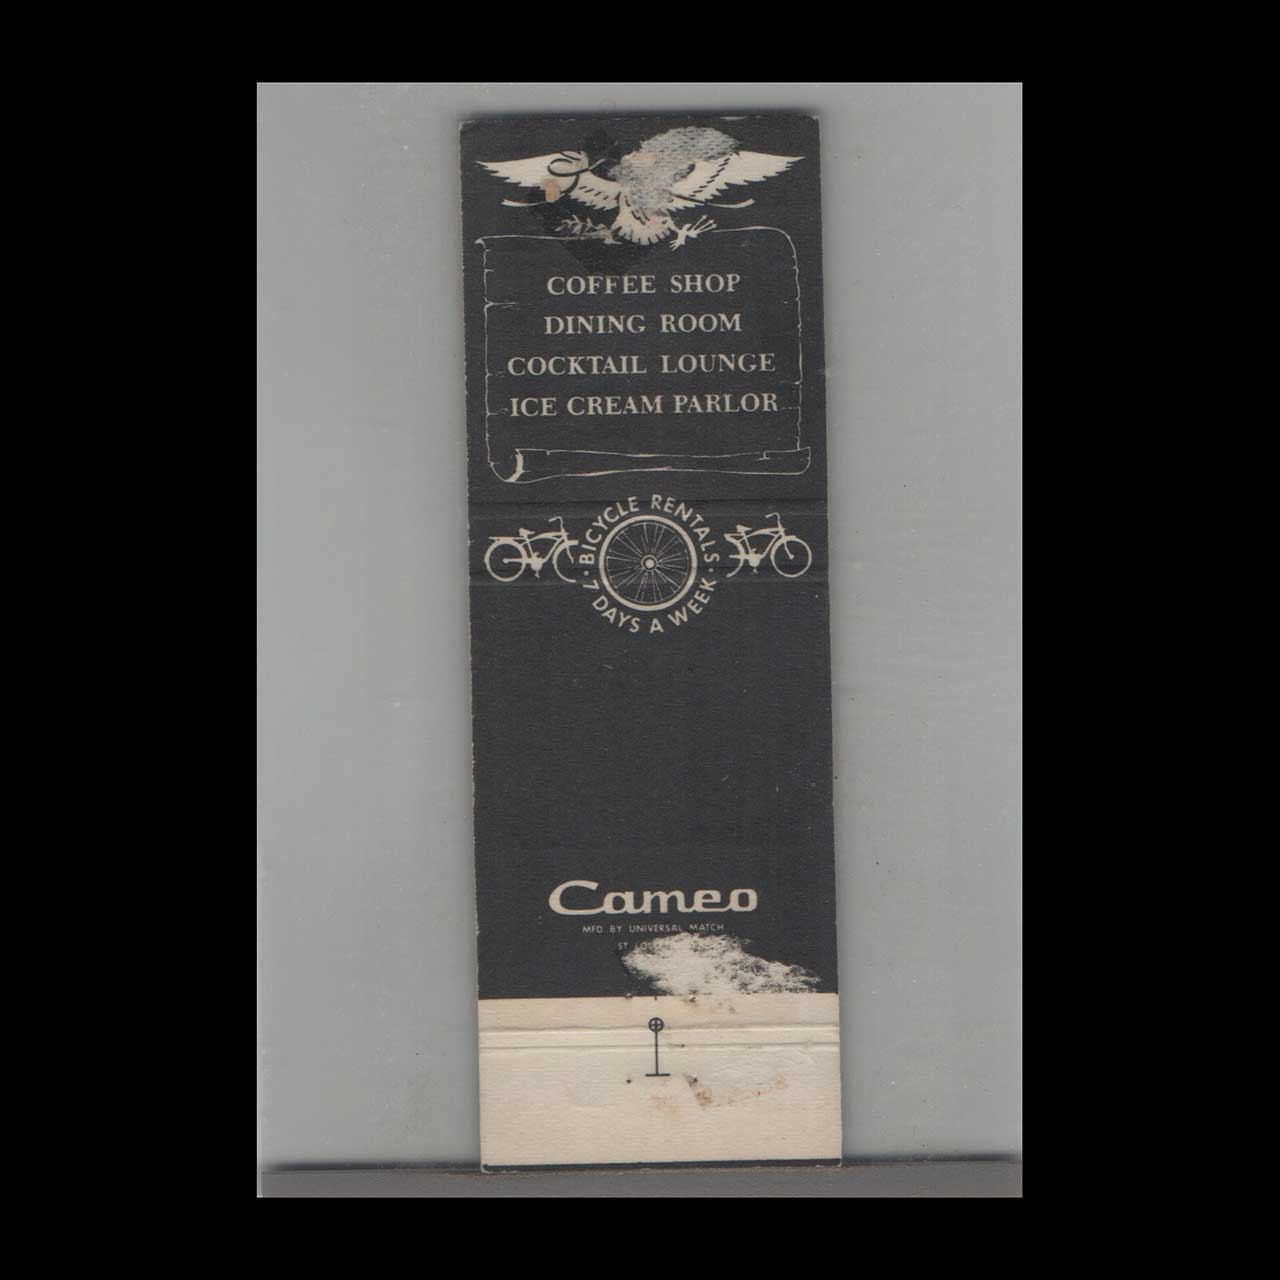 COFFEE SHOP
DINING ROOM
COCKTAIL LOUNGE
ICE CREAM PARLOR
· BICYCLE RENTALS ·
7 DAYS A WEEK
Cameo
MFD. BY UNIVERSAL MATCH
ST